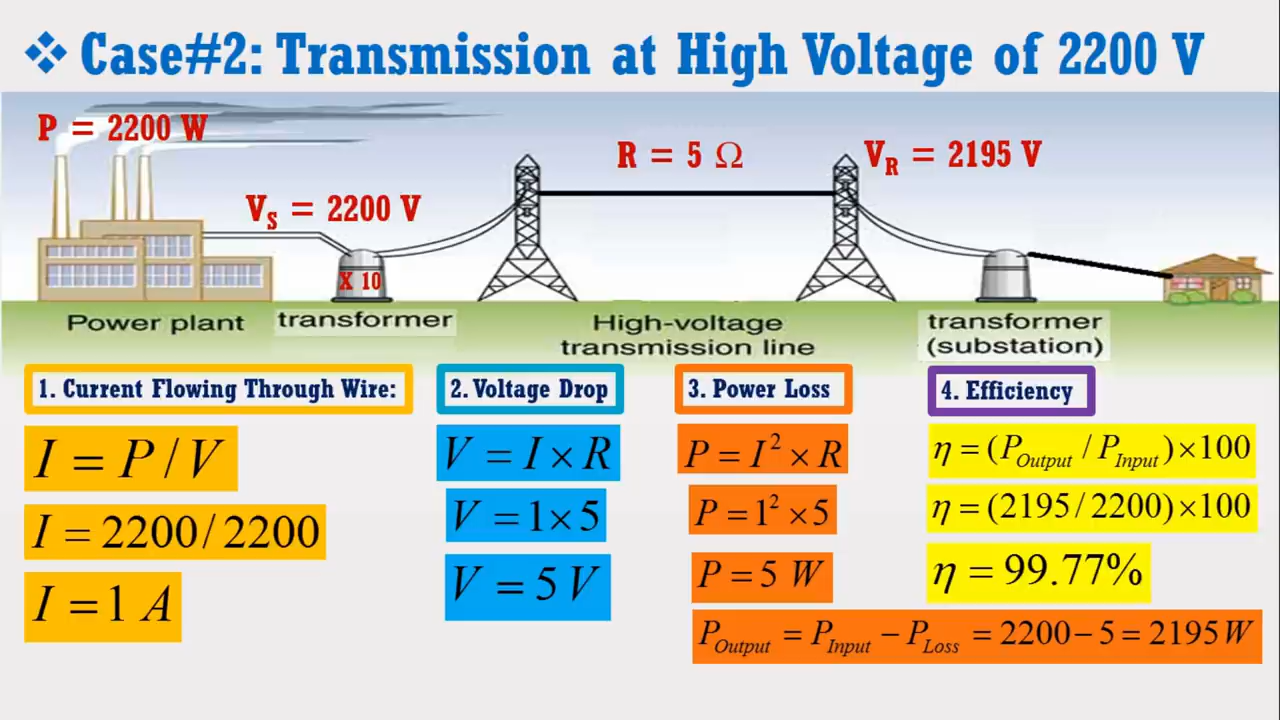 ❖ Case#2: Transmission at High Voltage of 2200 V
P = 2200 W
R = 5 Ω
V_R = 2195 V
V_S = 2200 V
X 10
Power plant
transformer
High-voltage
transmission line
transformer
(substation)
1. Current Flowing Through Wire:
I = P / V
I = 2200 / 2200
I = 1 A
2. Voltage Drop
V = I × R
V = 1 × 5
V = 5 V
3. Power Loss
P = I² × R
P = 1² × 5
P = 5 W
4. Efficiency
η = (P_Output / P_Input) × 100
η = (2195 / 2200) × 100
η = 99.77%
P_Output = P_Input − P_Loss = 2200 − 5 = 2195 W